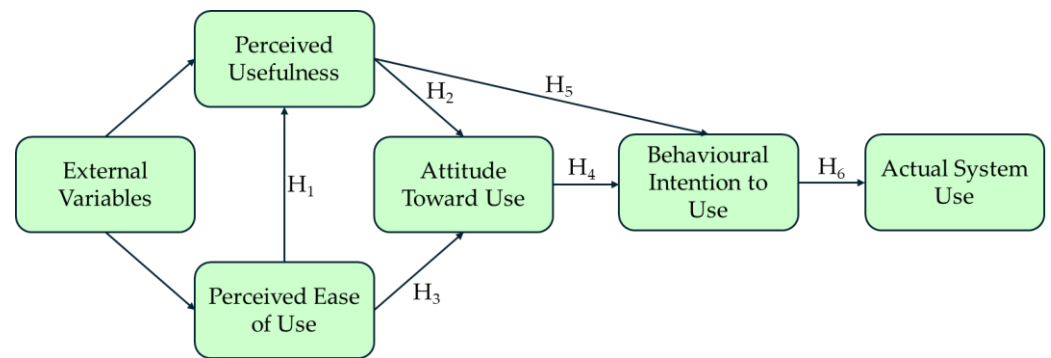 Perceived
Usefulness
H₅
H₂
External
Variables
H₁
Attitude
Toward Use
H₄
Behavioural
Intention to
Use
H₆
Actual System
Use
Perceived Ease
of Use
H₃